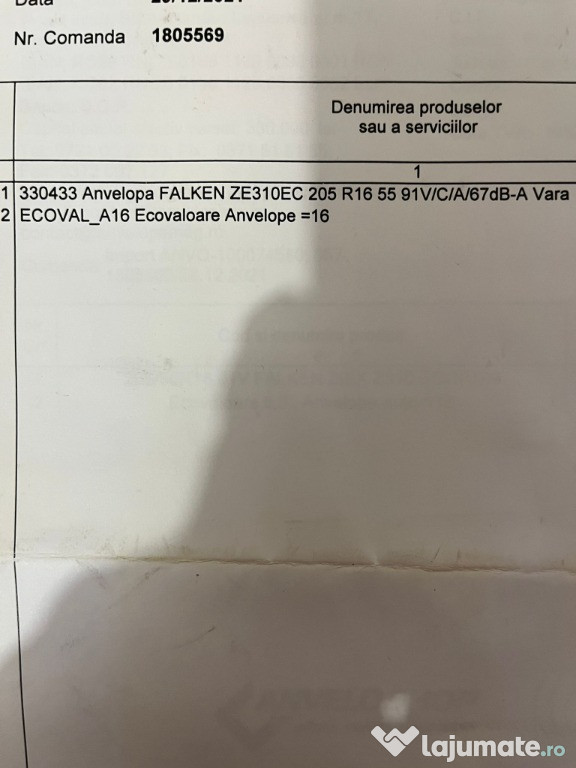 Data
Nr. Comanda 1805569
Denumirea produselor
sau a serviciilor
1
1 330433 Anvelopa FALKEN ZE310EC 205 R16 55 91V/C/A/67dB-A Vara
2 ECOVAL_A16 Ecovaloare Anvelope =16
lajumate.ro